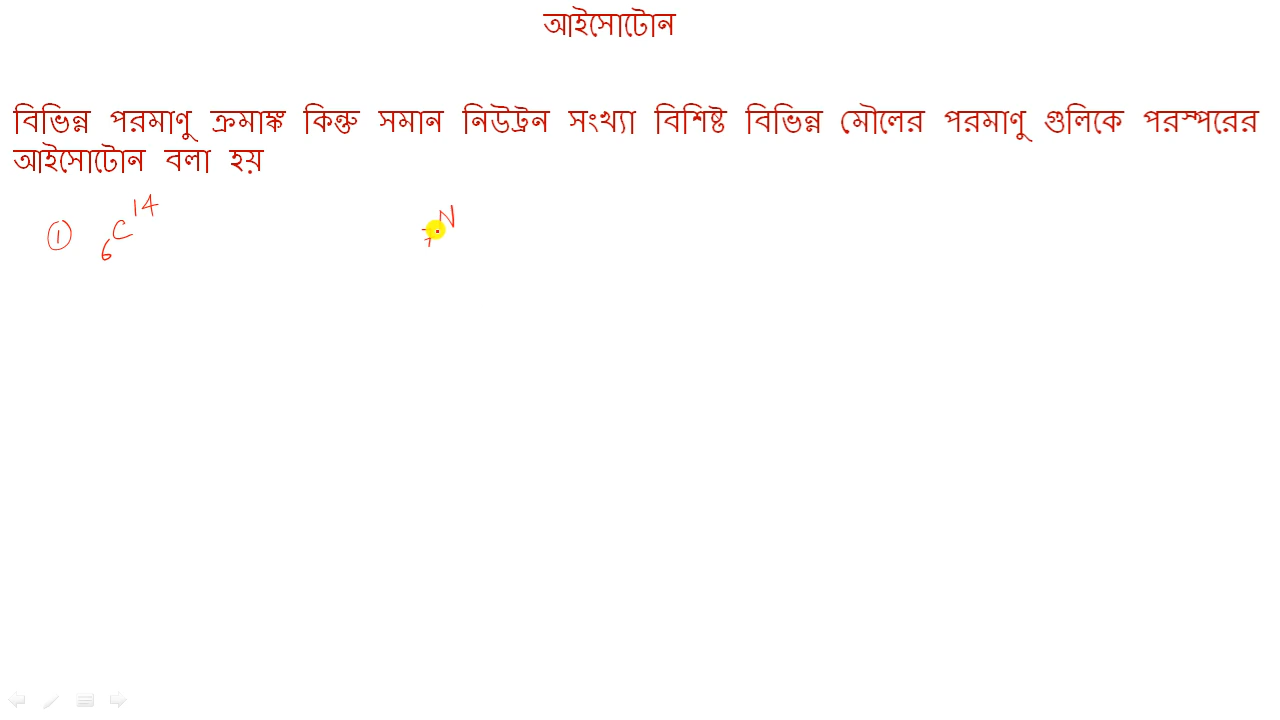 আইসোটোন
বিভিন্ন পরমাণু ক্রমাঙ্ক কিন্তু সমান নিউট্রন সংখ্যা বিশিষ্ট বিভিন্ন মৌলের পরমাণু গুলিকে পরস্পরের
আইসোটোন বলা হয়
① ₆C¹⁴ ₇N